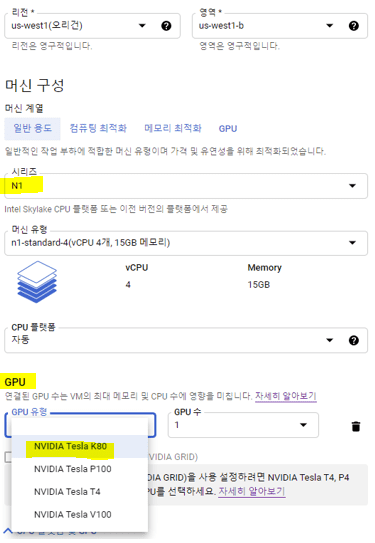 리전 *
영역 *
us-west1(오리건)
us-west1-b
리전은 영구적입니다.
영역은 영구적입니다.
머신 구성
머신 계열
일반 용도
컴퓨팅 최적화
메모리 최적화
GPU
일반적인 작업 부하에 적합한 머신 유형이며 가격 및 유연성을 위해 최적화되었습니다.
시리즈
N1
Intel Skylake CPU 플랫폼 또는 이전 버전의 플랫폼에서 제공
머신 유형
n1-standard-4(vCPU 4개, 15GB 메모리)
vCPU
Memory
4
15GB
CPU 플랫폼
자동
GPU
연결된 GPU 수는 VM의 최대 메모리 및 CPU 수에 영향을 미칩니다. 자세히 알아보기
GPU 유형
GPU 수
1
NVIDIA Tesla K80
NVIDIA GRID)
NVIDIA Tesla P100
DIA GRID)을 사용 설정하려면 NVIDIA Tesla T4, P4
NVIDIA Tesla T4
PU를 선택하세요. 자세히 알아보기
NVIDIA Tesla V100